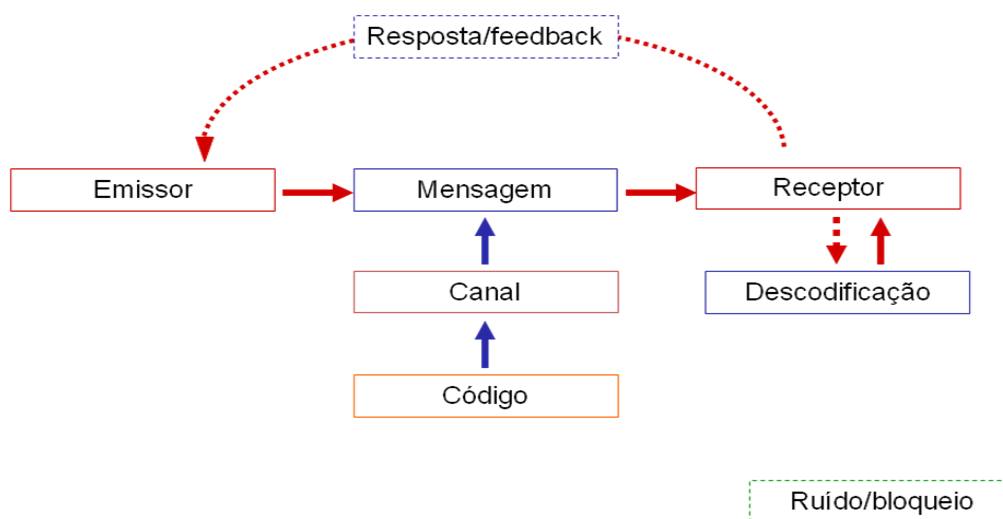 Resposta/feedback
Emissor
Mensagem
Receptor
Canal
Descodificação
Código
Ruído/bloqueio